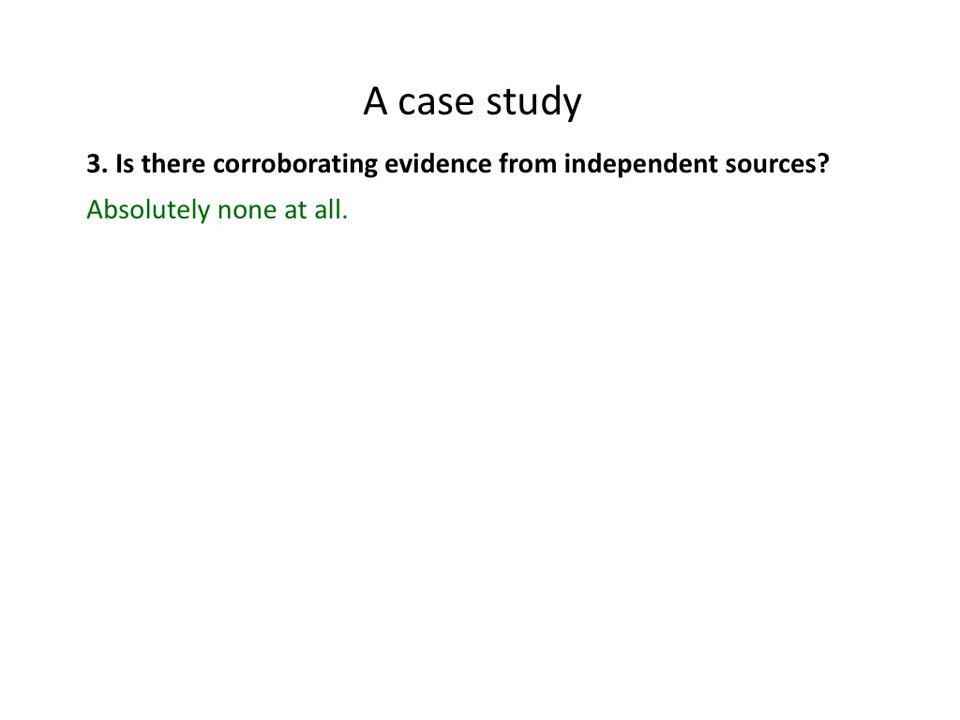 A case study
3. Is there corroborating evidence from independent sources?
Absolutely none at all.